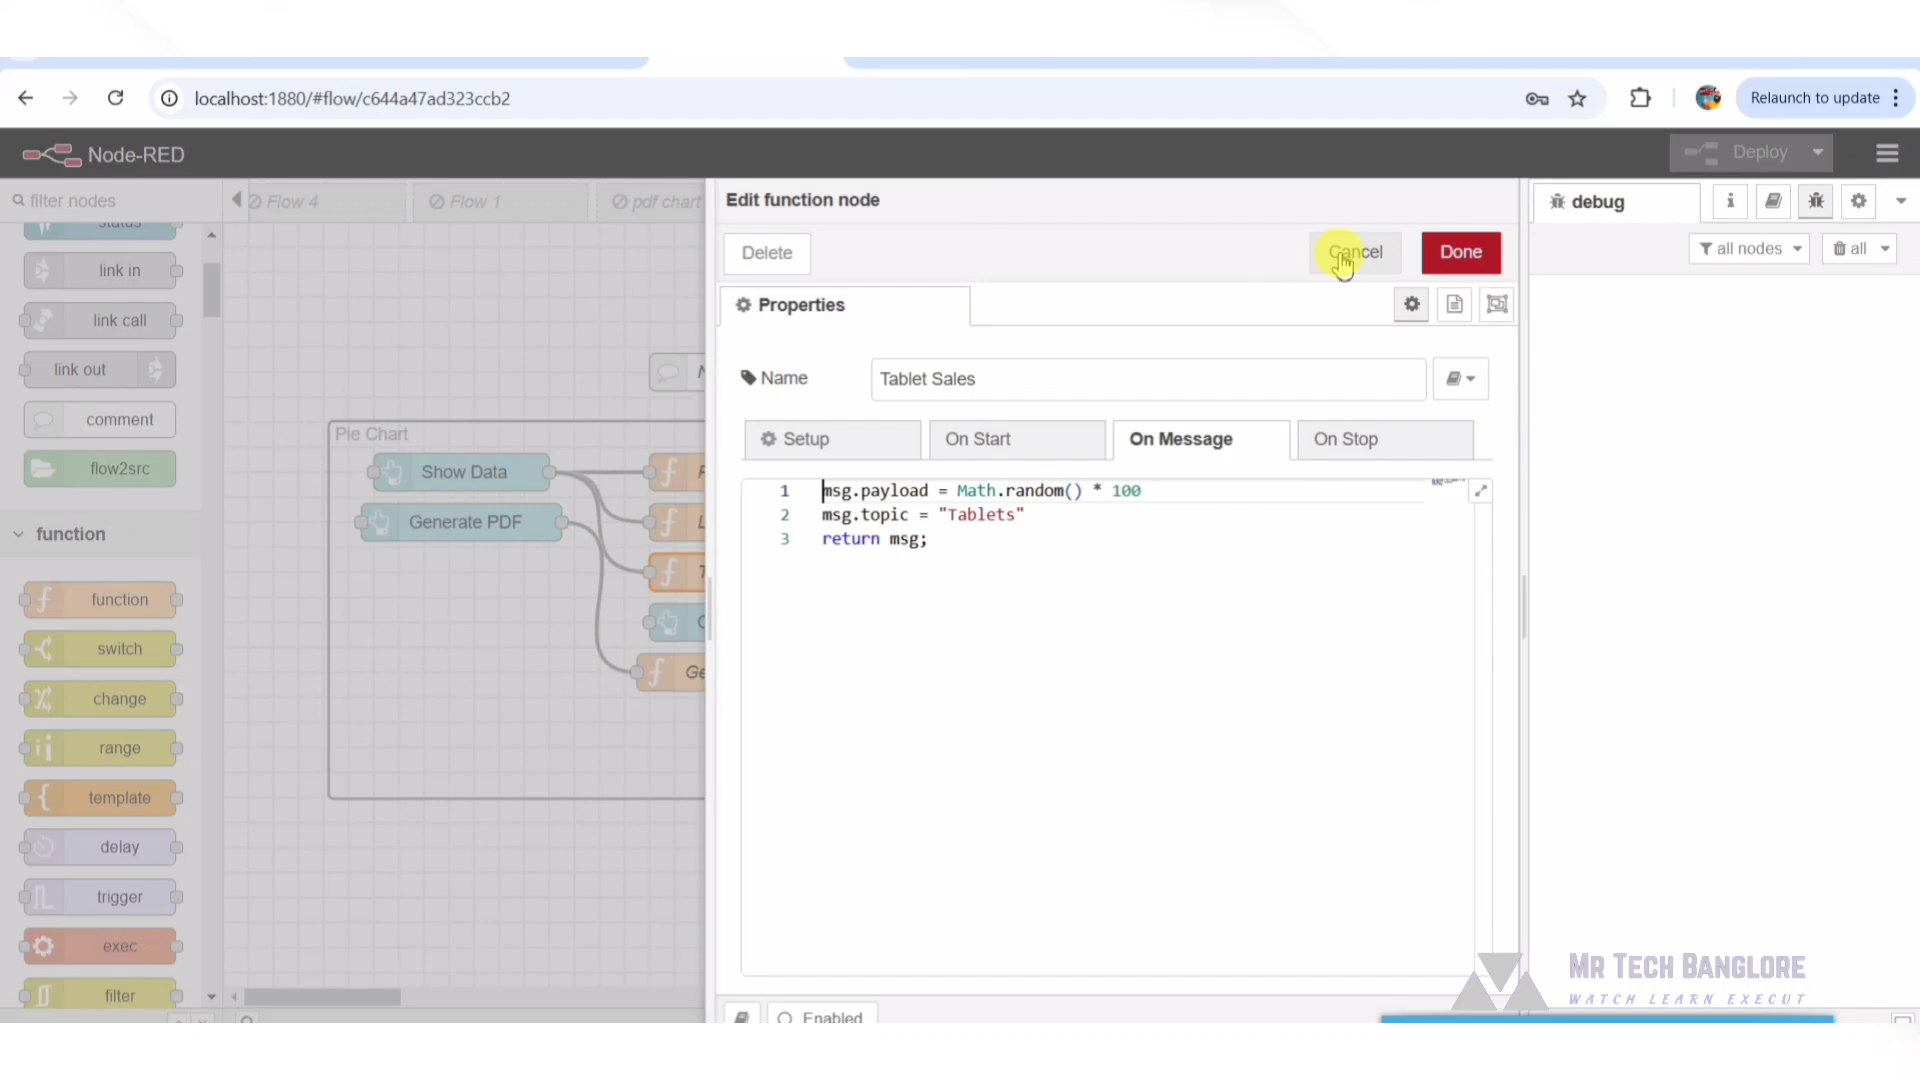 localhost:1880/#flow/c644a47ad323ccb2
Relaunch to update
Node-RED
Deploy
filter nodes
Flow 4
Flow 1
pdf chart
Edit function node
debug
Delete
Cancel
Done
all nodes
all
status
link in
link call
link out
comment
flow2src
function
function
switch
change
range
template
delay
trigger
exec
filter
Pie Chart
Show Data
Generate PDF
Ge
Properties
Name
Tablet Sales
Setup
On Start
On Message
On Stop
1 msg.payload = Math.random() * 100
2 msg.topic = "Tablets"
3 return msg;
Enabled
Mr Tech Banglore
WATCH LEARN EXECUT